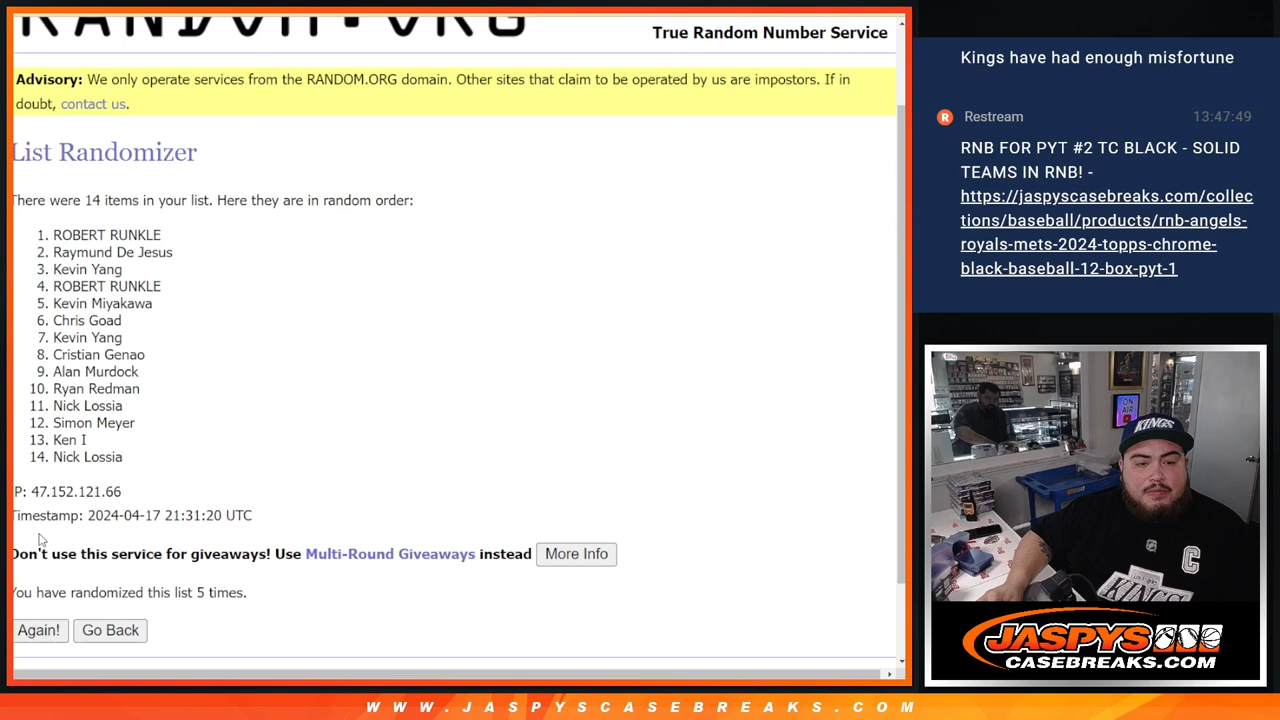 RANDOM.ORG
True Random Number Service
Advisory: We only operate services from the RANDOM.ORG domain. Other sites that claim to be operated by us are impostors. If in
doubt, contact us.
List Randomizer
There were 14 items in your list. Here they are in random order:
1. ROBERT RUNKLE
2. Raymund De Jesus
3. Kevin Yang
4. ROBERT RUNKLE
5. Kevin Miyakawa
6. Chris Goad
7. Kevin Yang
8. Cristian Genao
9. Alan Murdock
10. Ryan Redman
11. Nick Lossia
12. Simon Meyer
13. Ken I
14. Nick Lossia
IP: 47.152.121.66
Timestamp: 2024-04-17 21:31:20 UTC
Don't use this service for giveaways! Use Multi-Round Giveaways instead
More Info
You have randomized this list 5 times.
Again!
Go Back
Kings have had enough misfortune
R
Restream
13:47:49
RNB FOR PYT #2 TC BLACK - SOLID
TEAMS IN RNB! -
https://jaspyscasebreaks.com/collec
tions/baseball/products/rnb-angels-
royals-mets-2024-topps-chrome-
black-baseball-12-box-pyt-1
ON
AIR
KINGS
C
KINGS
JASPYS
CASEBREAKS.COM
WWW.JASPYSCASEBREAKS.COM